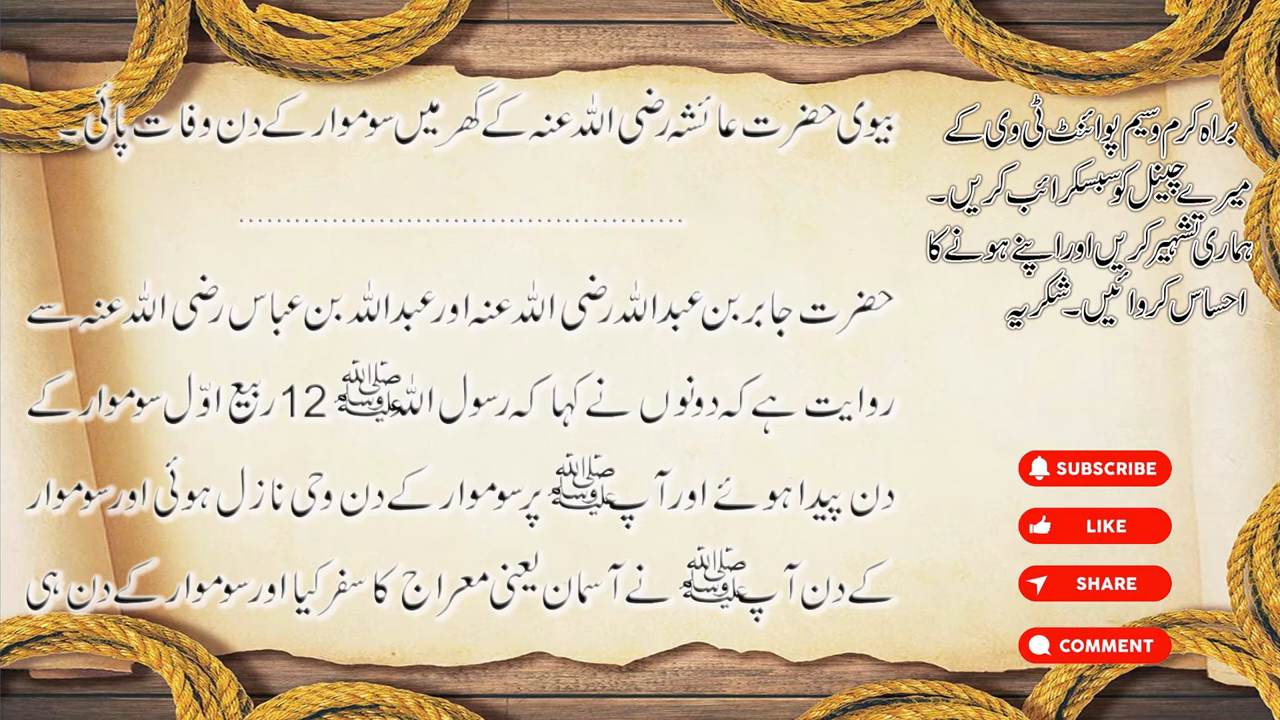 بیوی حضرت عائشہ رضی اللہ عنہ کے گھر میں سوموار کے دن وفات پائی۔
................................................
حضرت جابر بن عبداللہ رضی اللہ عنہ اور عبداللہ بن عباس رضی اللہ عنہ سے
روایت ہے کہ دونوں نے کہا کہ رسول اللہ ﷺ 12 ربیع اوّل سوموار کے
دن پیدا ہوئے اور آپ ﷺ پر سوموار کے دن وحی نازل ہوئی اور سوموار
کے دن آپ ﷺ نے آسمان یعنی معراج کا سفر کیا اور سوموار کے دن ہی
براہ کرم وسیم پوائنٹ ٹی وی کے
میرے چینل کو سبسکرائب کریں۔
ہماری تشہیر کریں اور اپنے ہونے کا
احساس کروائیں۔ شکریہ
SUBSCRIBE
LIKE
SHARE
COMMENT